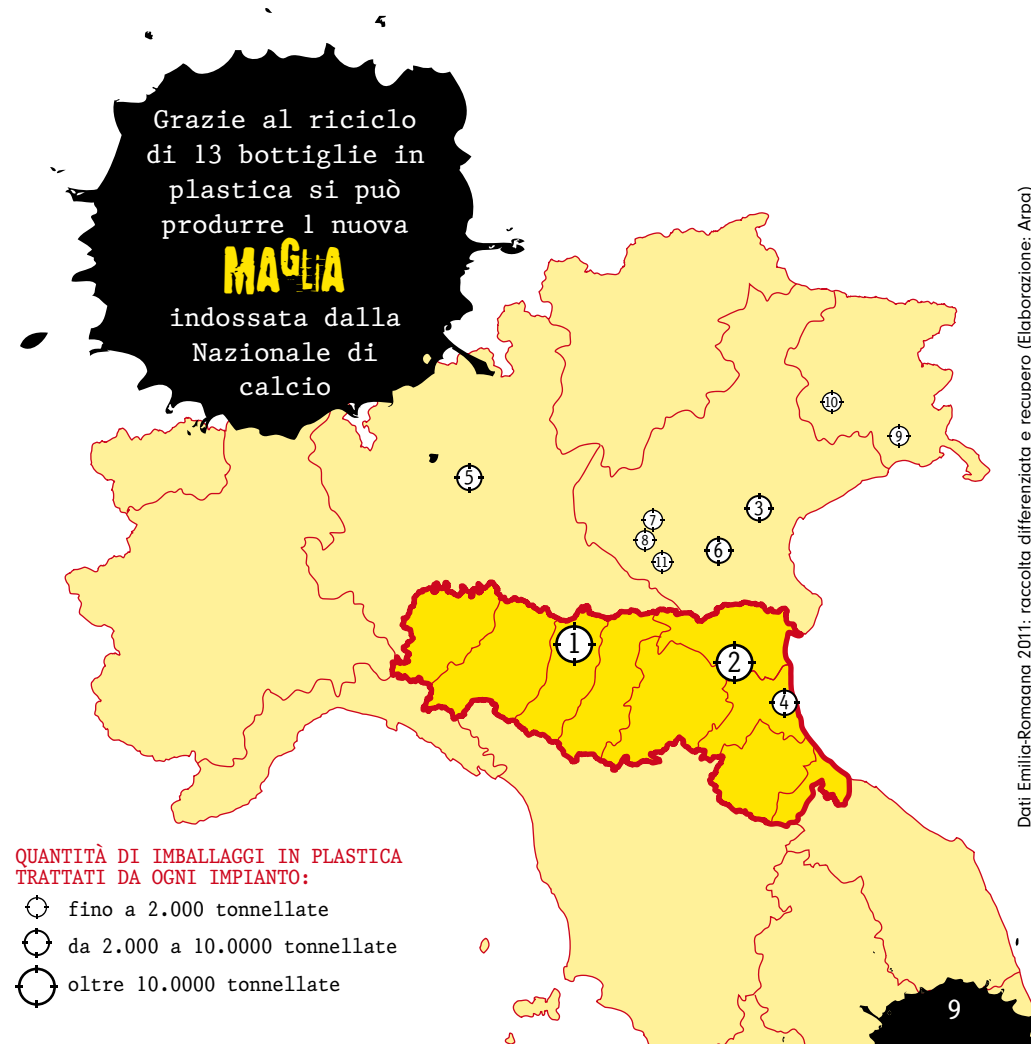 Grazie al riciclo
di 13 bottiglie in
plastica si può
produrre 1 nuova
MAGLIA
indossata dalla
Nazionale di
calcio
10
9
5
3
7
8
6
11
1
2
4
QUANTITÀ DI IMBALLAGGI IN PLASTICA
TRATTATI DA OGNI IMPIANTO:
fino a 2.000 tonnellate
da 2.000 a 10.0000 tonnellate
oltre 10.0000 tonnellate
Dati Emilia-Romagna 2011: raccolta differenziata e recupero (Elaborazione: Arpa)
9